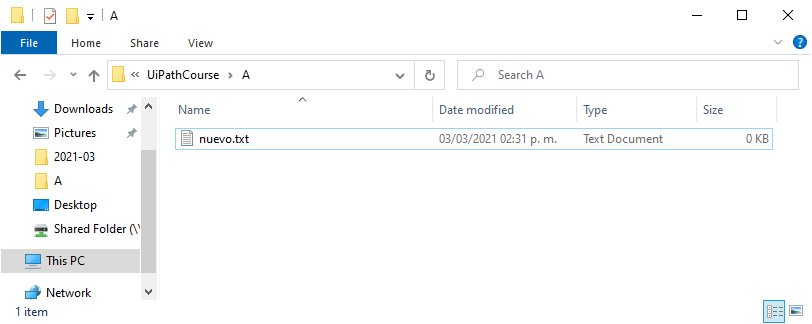 A
File Home Share View
« UiPathCourse > A
Search A
Name Date modified Type Size
nuevo.txt 03/03/2021 02:31 p. m. Text Document 0 KB
Downloads
Pictures
2021-03
A
Desktop
Shared Folder (\\
This PC
Network
1 item